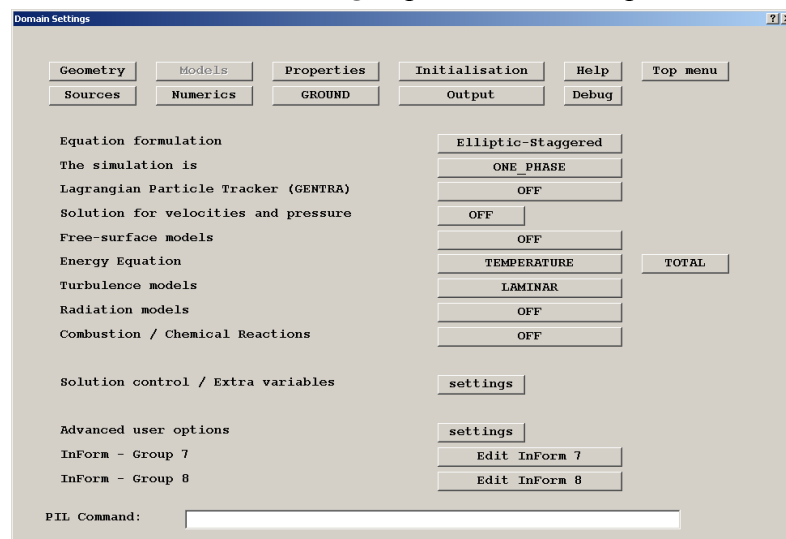 Domain Settings
?
Geometry Models Properties Initialisation Help Top menu
Sources Numerics GROUND Output Debug
Equation formulation Elliptic-Staggered
The simulation is ONE_PHASE
Lagrangian Particle Tracker (GENTRA) OFF
Solution for velocities and pressure OFF
Free-surface models OFF
Energy Equation TEMPERATURE TOTAL
Turbulence models LAMINAR
Radiation models OFF
Combustion / Chemical Reactions OFF
Solution control / Extra variables settings
Advanced user options settings
InForm - Group 7 Edit InForm 7
InForm - Group 8 Edit InForm 8
PIL Command: